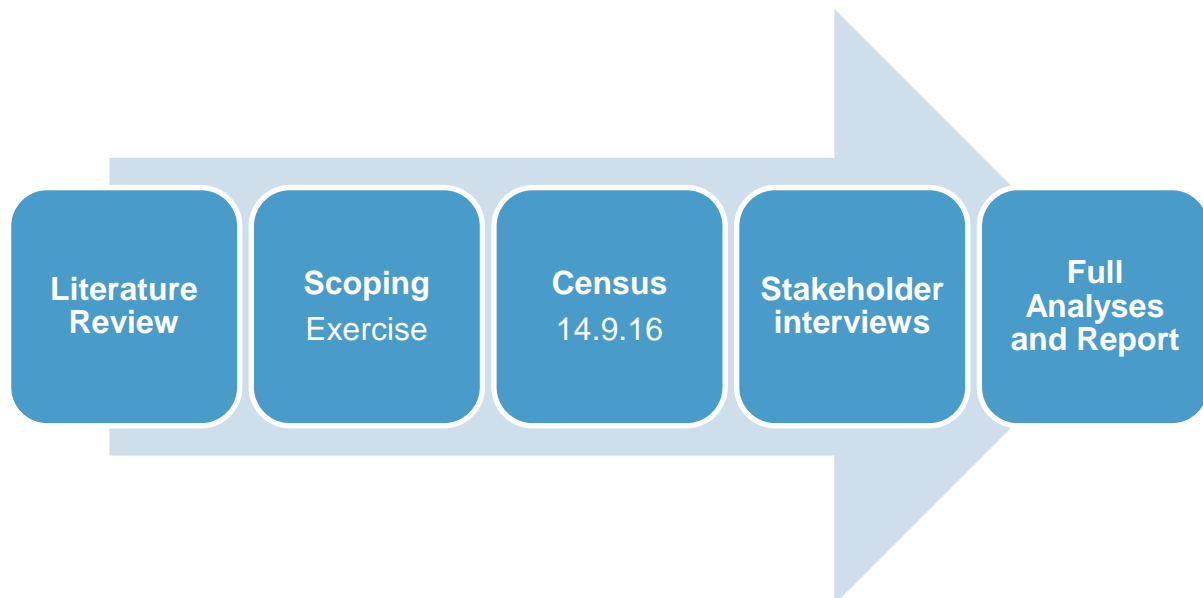 Literature
Review
Scoping
Exercise
Census
14.9.16
Stakeholder
interviews
Full
Analyses
and Report